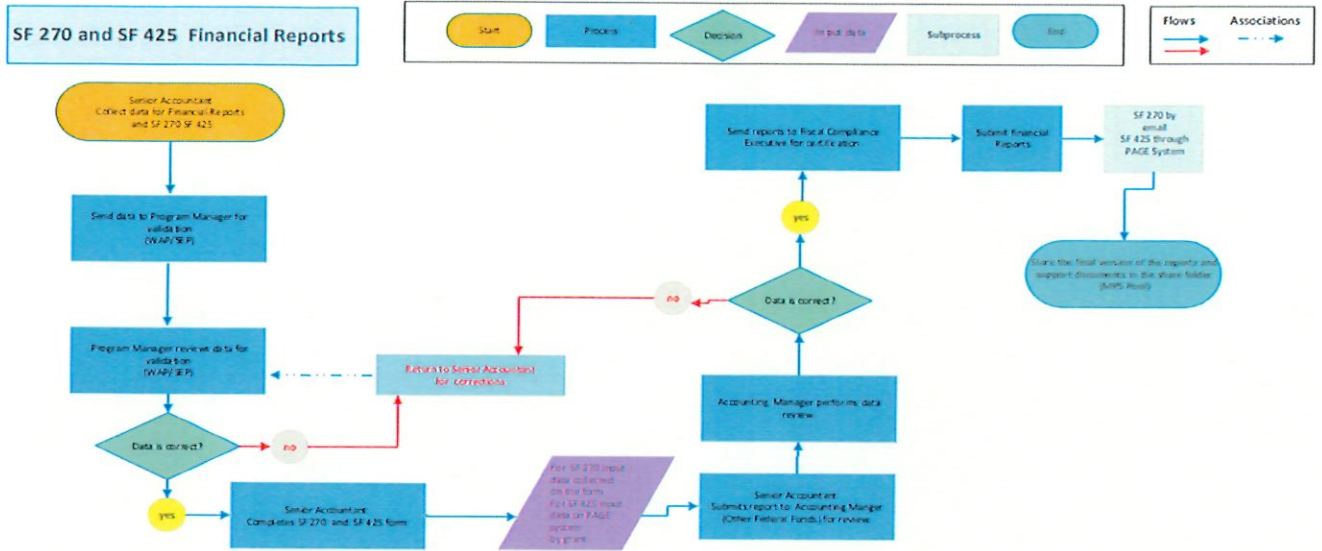 SF 270 and SF 425 Financial Reports
Start
Process
Decision
Input data
Subprocess
End
Flows
Associations
Senior Accountant
Collect data for Financial Reports
and SF 270 SF 425
Send data to Program Manager for
validation
(WAP/SEP)
Program Manager reviews data for
validation
(WAP/SEP)
Data is correct?
no
yes
Return to Senior Accountant
for corrections
Senior Accountant
Completes SF 270, and SF 425 form
For SF 270 input
data collected
on the form
For SF 425 input
data on PAGE
system
by grant
Senior Accountant
Submits report to Accounting Manger
(Other Federal Funds) for review
Accounting Manager performs data
review
Data is correct?
no
yes
Send reports to Fiscal Compliance
Executive for certification
Submit financial
Reports
SF 270 by
email
SF 425 through
PAGE System
Share the final version of the reports and
support documents in the share folder